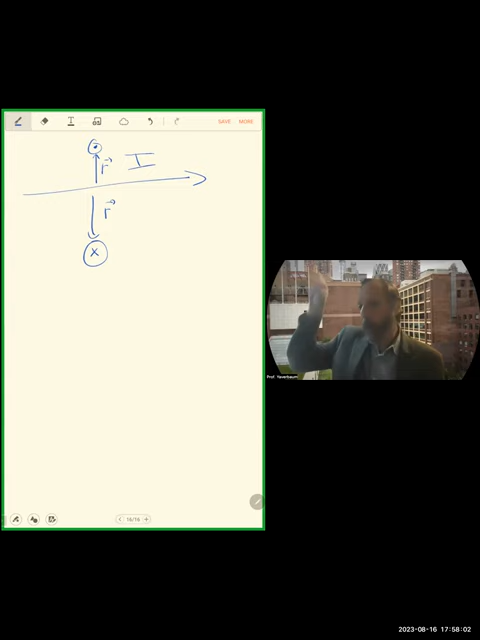 T
SAVE MORE
r I
r
x
16/16
Prof. Yaverbaum
2023-08-16 17:58:02